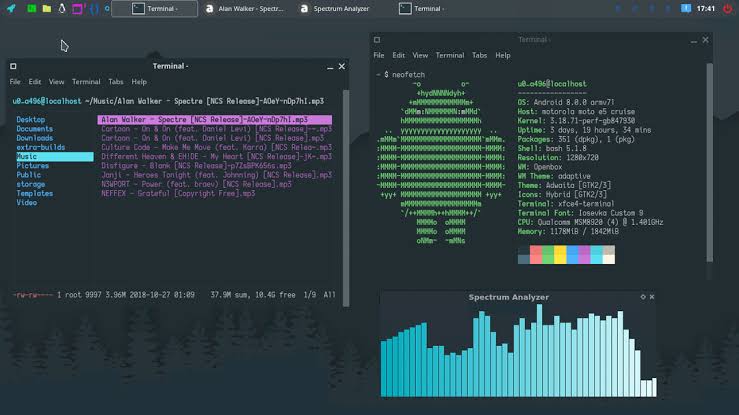 Terminal -
Alan Walker - Spectr...
Spectrum Analyzer
Terminal -
17:41
Terminal -
File Edit View Terminal Tabs Help
u0_a496@localhost ~/Music/Alan Walker - Spectre [NCS Release]-AOeY-nDp7hI.mp3
Desktop
Documents
Downloads
extra-builds
Music
Pictures
Public
storage
Templates
Video
Alan Walker - Spectre [NCS Release]-AOeY-nDp7hI.mp3
Cartoon - On & On (feat. Daniel Levi) [NCS Release]-~.mp3
Cartoon - On & On (feat. Daniel Levi) [NCS Release].mp3
Culture Code - Make Me Move (feat. Karra) [NCS Relea~.mp3
Different Heaven & EH!DE - My Heart [NCS Release]-jK~.mp3
Disfigure - Blank [NCS Release]-p7ZsBPK656s.mp3
Janji - Heroes Tonight (feat. Johnning) [NCS Release].mp3
N3WPORT - Power (feat. braev) [NCS Release].mp3
NEFFEX - Grateful [Copyright Free].mp3
-rw-rw---- 1 root 9997 3.96M 2018-10-27 01:09 37.9M sum, 10.4G free 1/9 All
Terminal -
File Edit View Terminal Tabs Help
~ $ neofetch
u0_a496@localhost
-----------------
OS: Android 8.0.0 armv7l
Host: motorola moto e5 cruise
Kernel: 3.18.71-perf-gb847930
Uptime: 3 days, 19 hours, 34 mins
Packages: 351 (dpkg), 1 (pkg)
Shell: bash 5.1.8
Resolution: 1280x720
WM: Openbox
WM Theme: adaptive
Theme: Adwaita [GTK2/3]
Icons: Hybrid [GTK2/3]
Terminal: xfce4-terminal
Terminal Font: Iosevka Custom 9
CPU: Qualcomm MSM8920 (4) @ 1.401GHz
Memory: 1178MiB / 1842MiB
Spectrum Analyzer